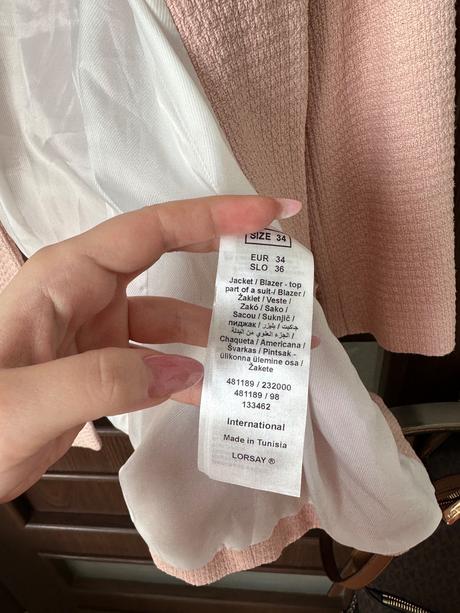 SIZE 34
EUR 34
SLO 36
Jacket / Blazer - top
part of a suit-/ Blazer /
Žaklet / Veste /
Zakó / Sako /
Sacou / Suknjič /
пиджак / جاكيت / بليزر
/ الجزء العلوي من البدلة
Chaqueta / Americana /
Švarkas / Pintsak -
ülikonna ülemine osa /
Žakete
481189 / 232000
481189 / 98
133462
International
Made in Tunisia
LORSAY ®